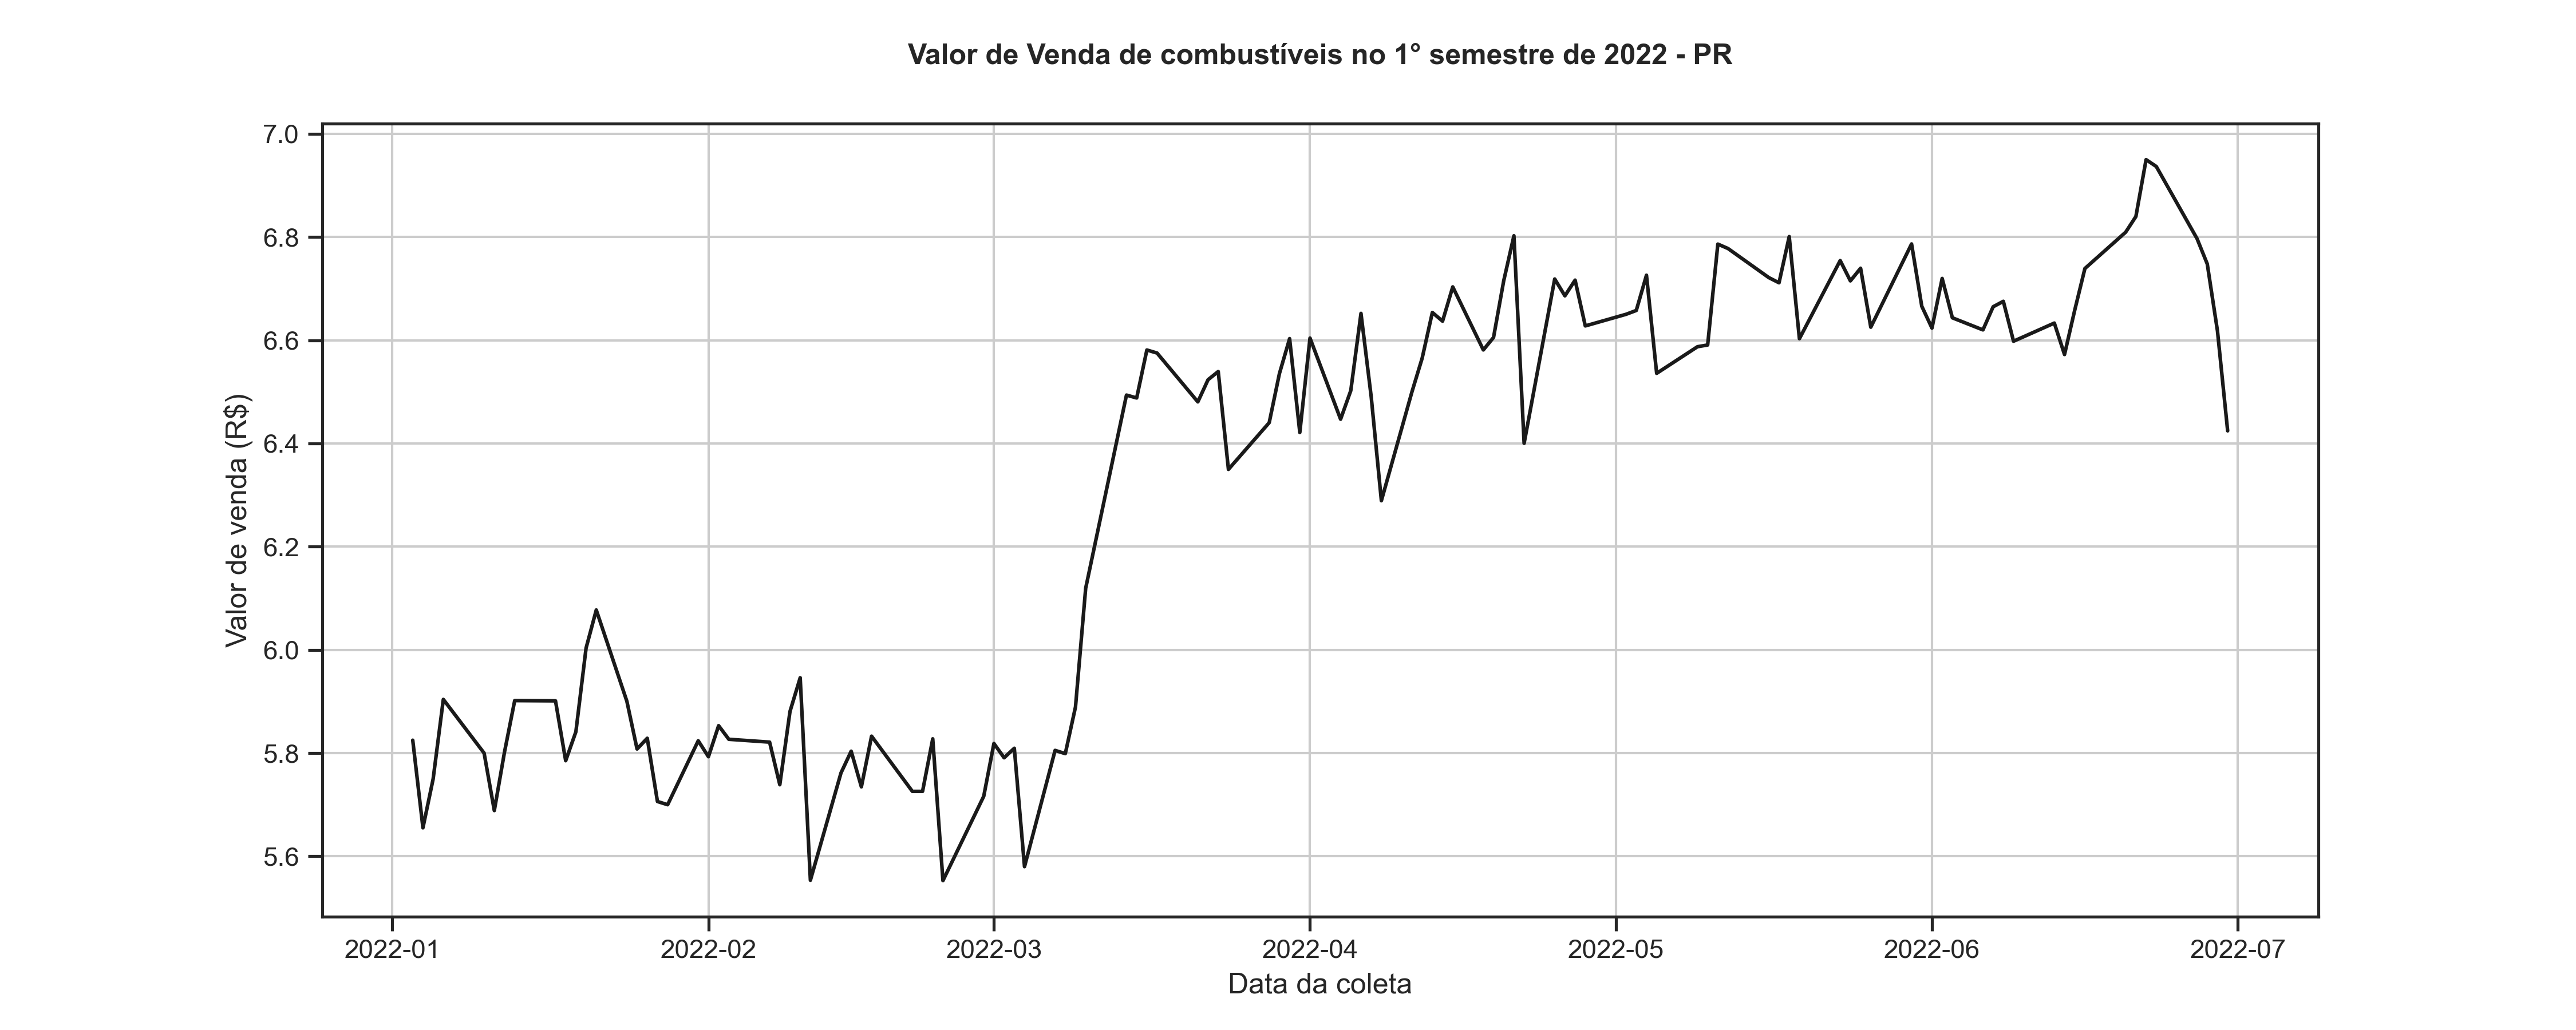 Valor de Venda de combustíveis no 1° semestre de 2022 - PR
Valor de venda (R$)
7.0
6.8
6.6
6.4
6.2
6.0
5.8
5.6
2022-01 2022-02 2022-03 2022-04 2022-05 2022-06 2022-07
Data da coleta